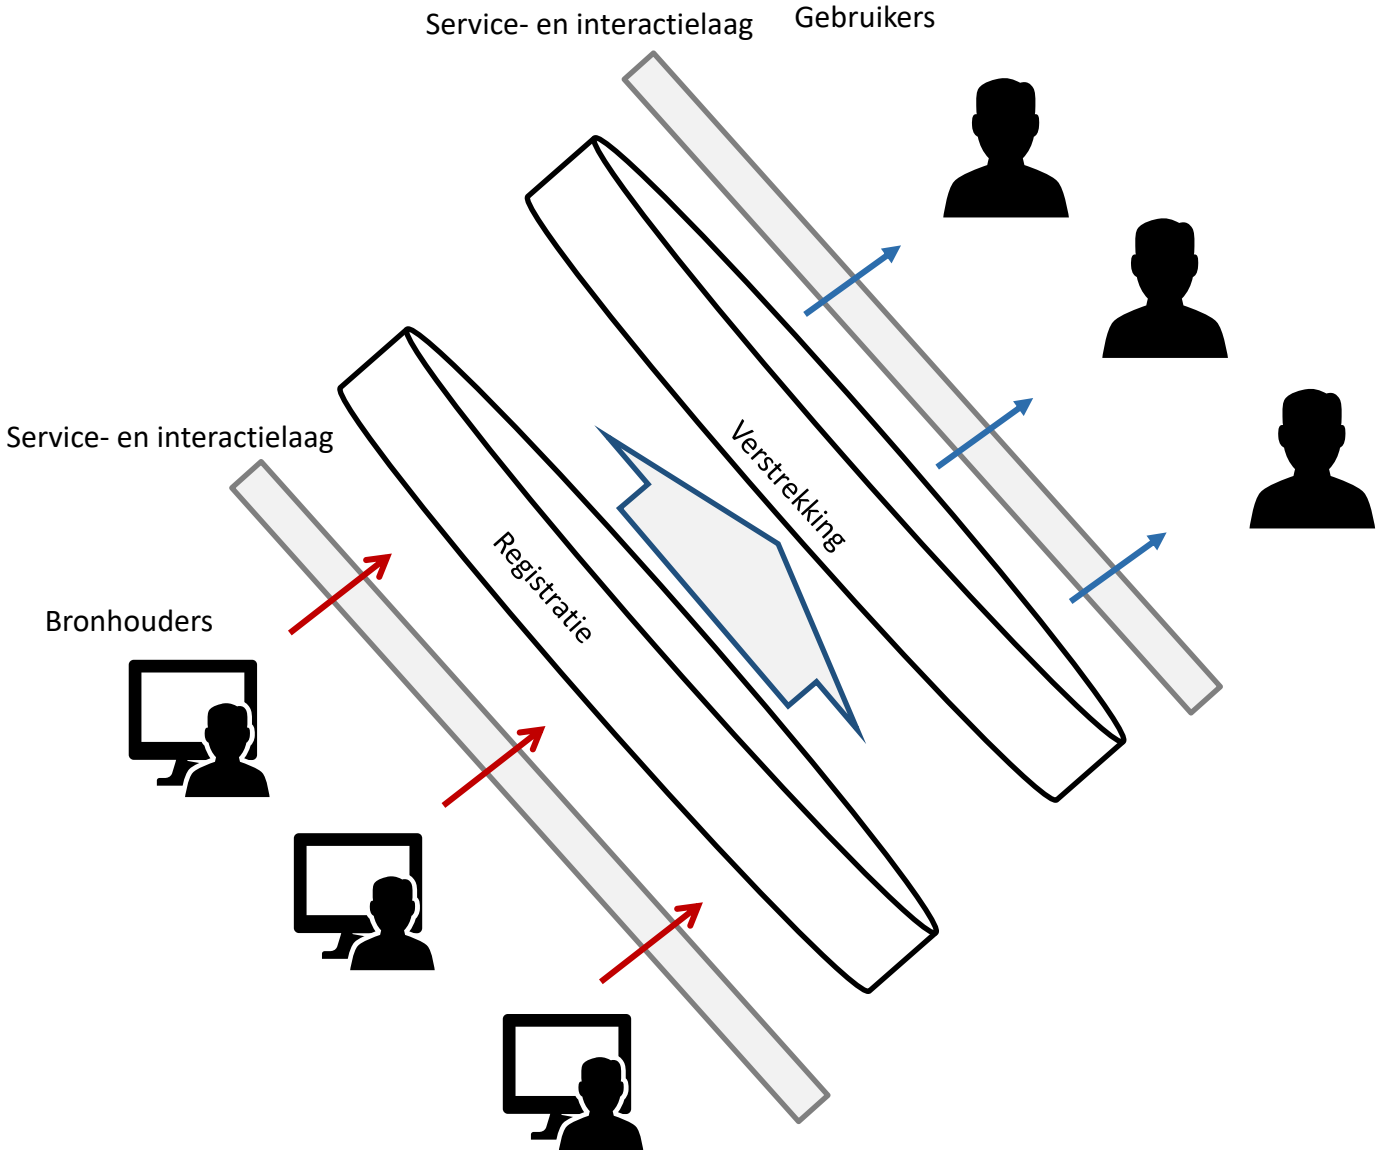 Service- en interactielaag
Gebruikers
Verstrekking
Service- en interactielaag
Registratie
Bronhouders